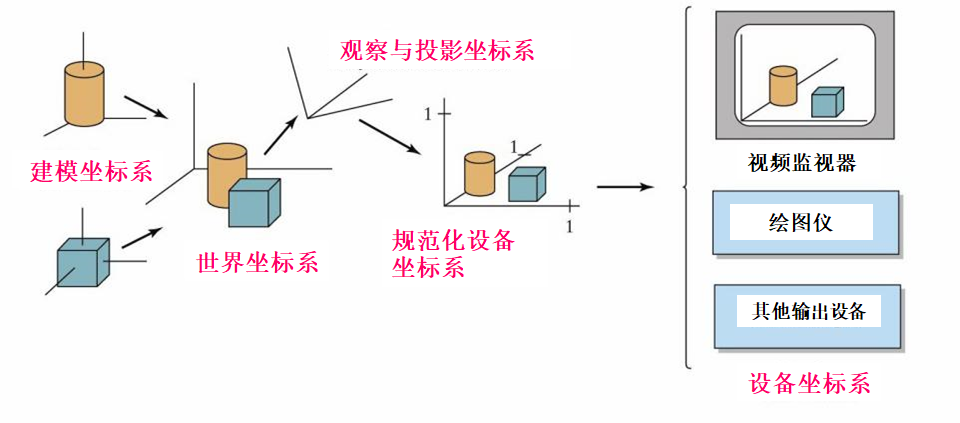 观察与投影坐标系
建模坐标系
世界坐标系
1
1
1
规范化设备
坐标系
视频监视器
绘图仪
其他输出设备
设备坐标系